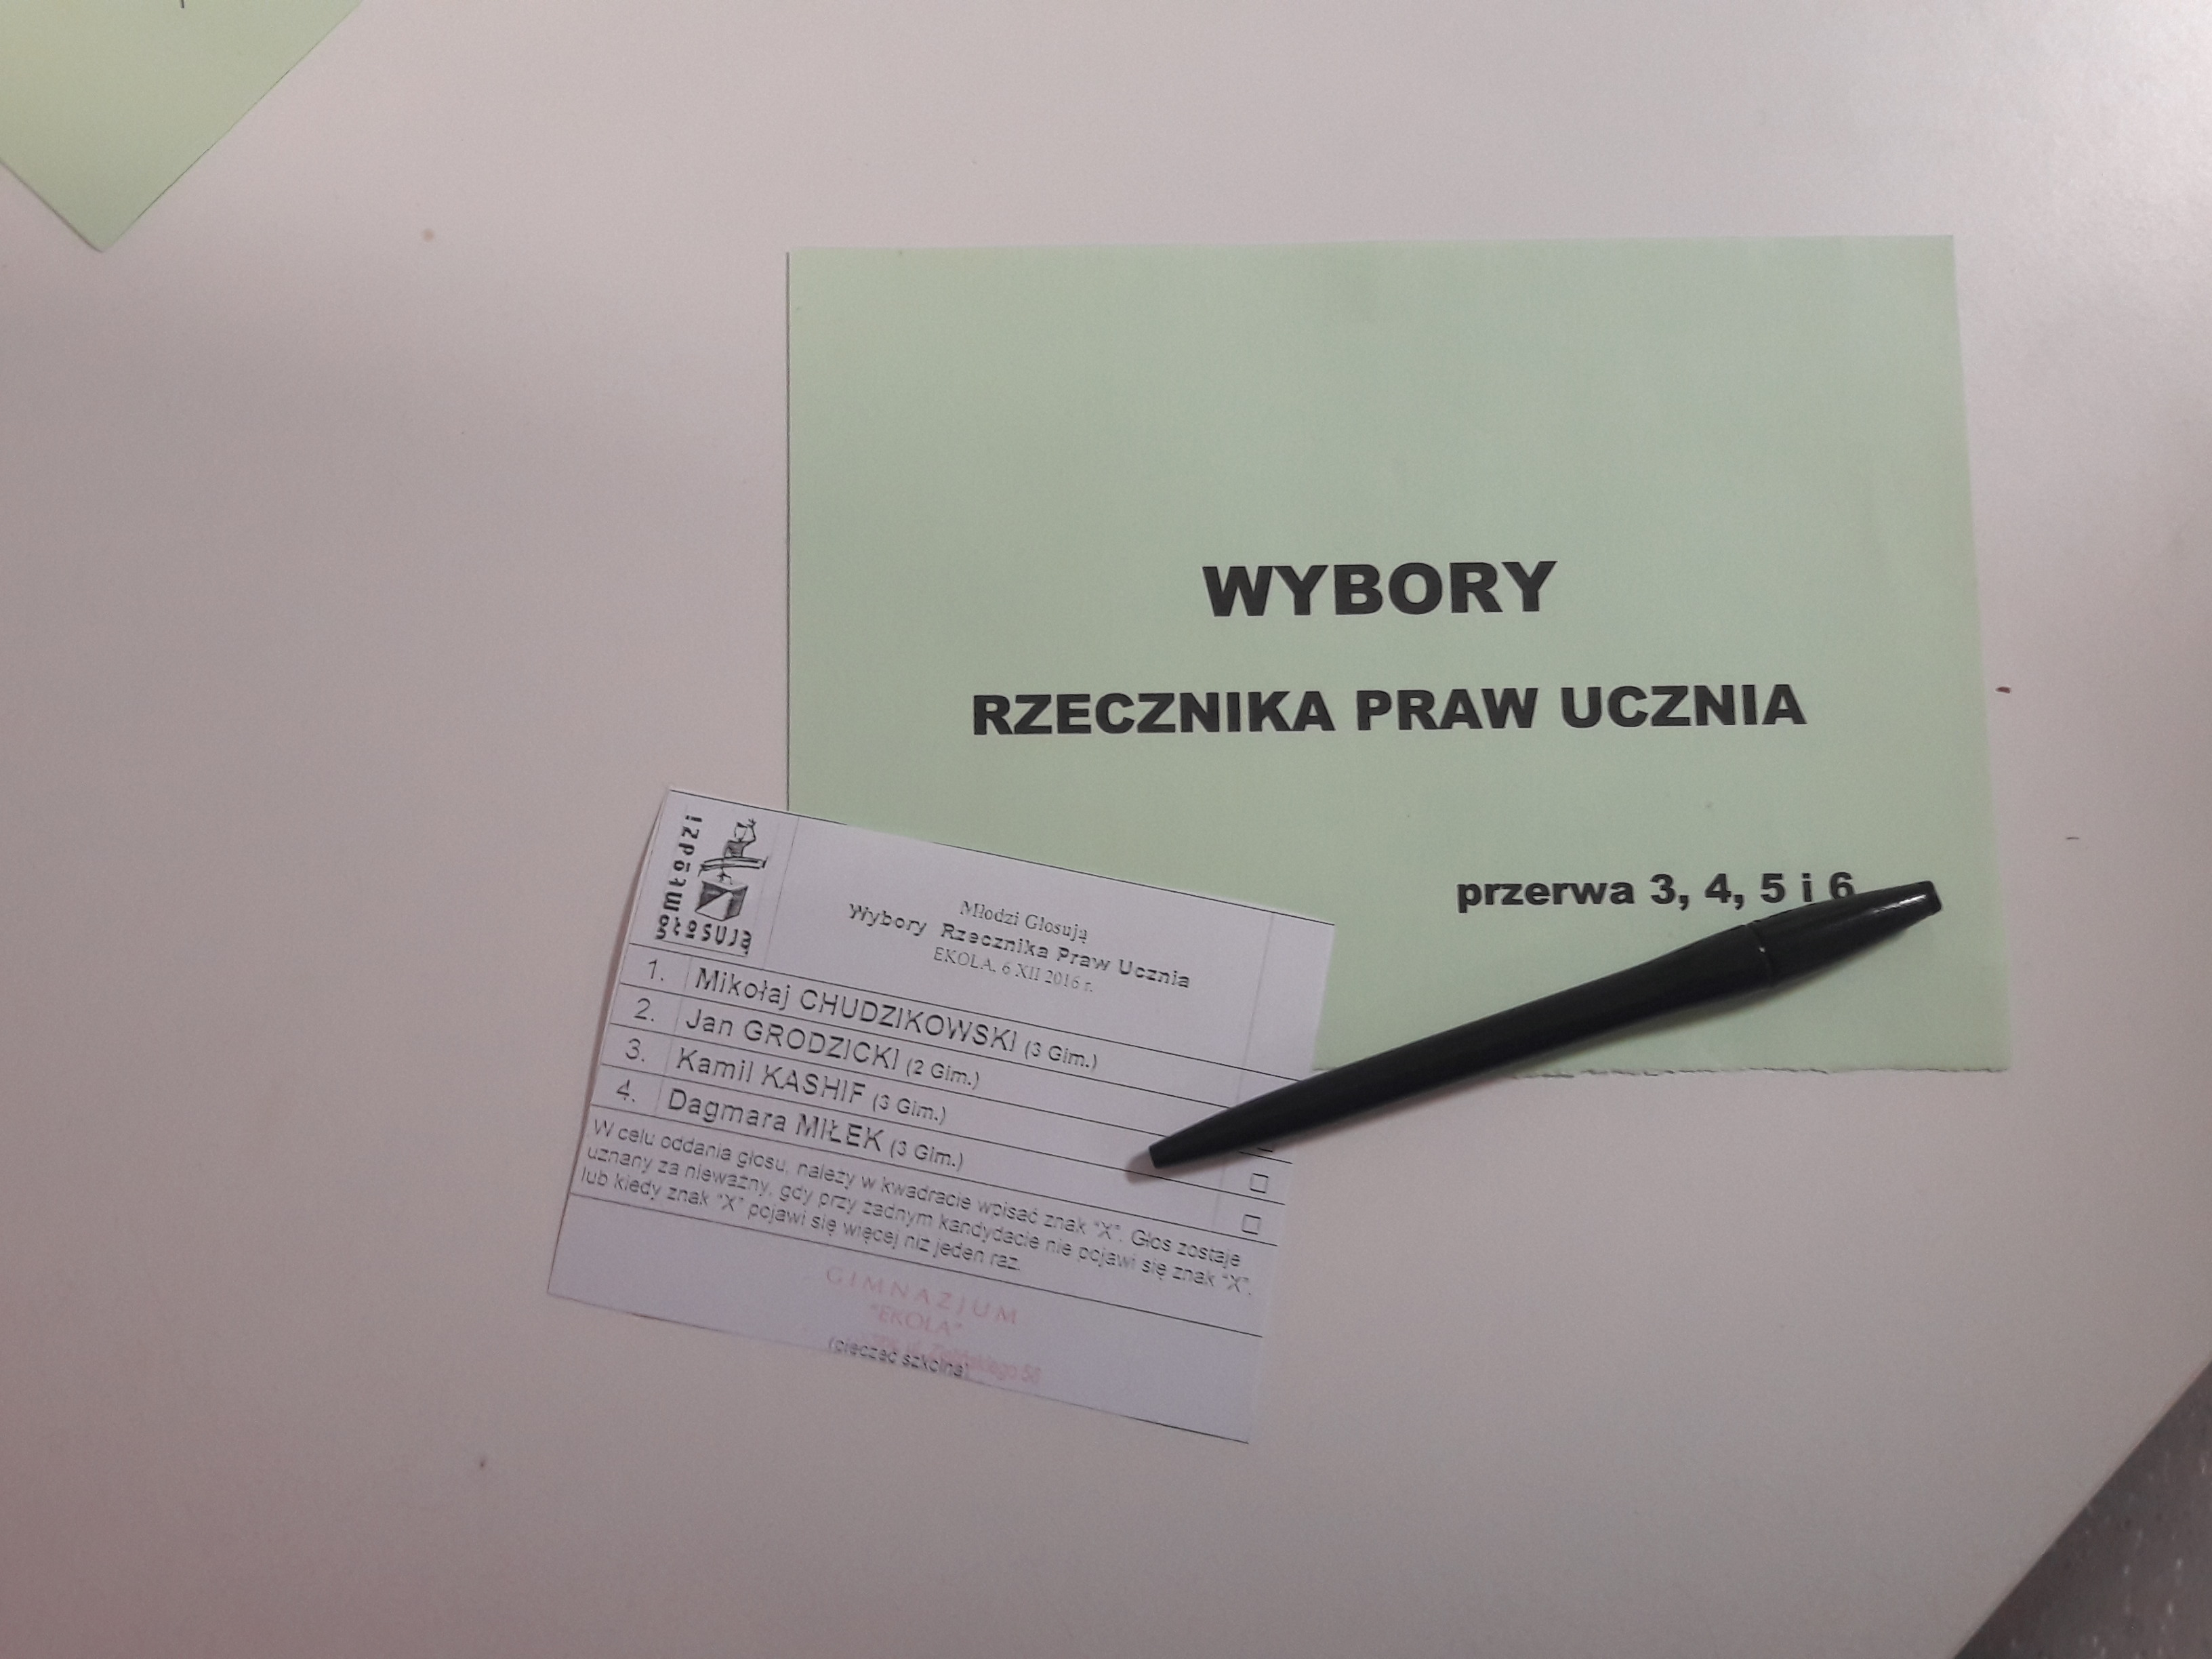 WYBORY
RZECZNIKA PRAW UCZNIA
przerwa 3, 4, 5 i 6
młodzi
głosują
Młodzi Głosują
Wybory Rzecznika Praw Ucznia
EKOLA, 6 XII 2016 r.
1. Mikołaj CHUDZIKOWSKI (3 Gim.)
2. Jan GRODZICKI (2 Gim.)
3. Kamil KASHIF (3 Gim.)
4. Dagmara MIŁEK (3 Gim.)
W celu oddania głosu, należy w kwadracie wpisać znak “X”. Głos zostaje
uznany za nieważny, gdy przy żadnym kandydacie nie pojawi się znak “X”,
lub kiedy znak “X” pojawi się więcej niż jeden raz.
GIMNAZJUM
"EKOLA"
(pieczęć szkolna)